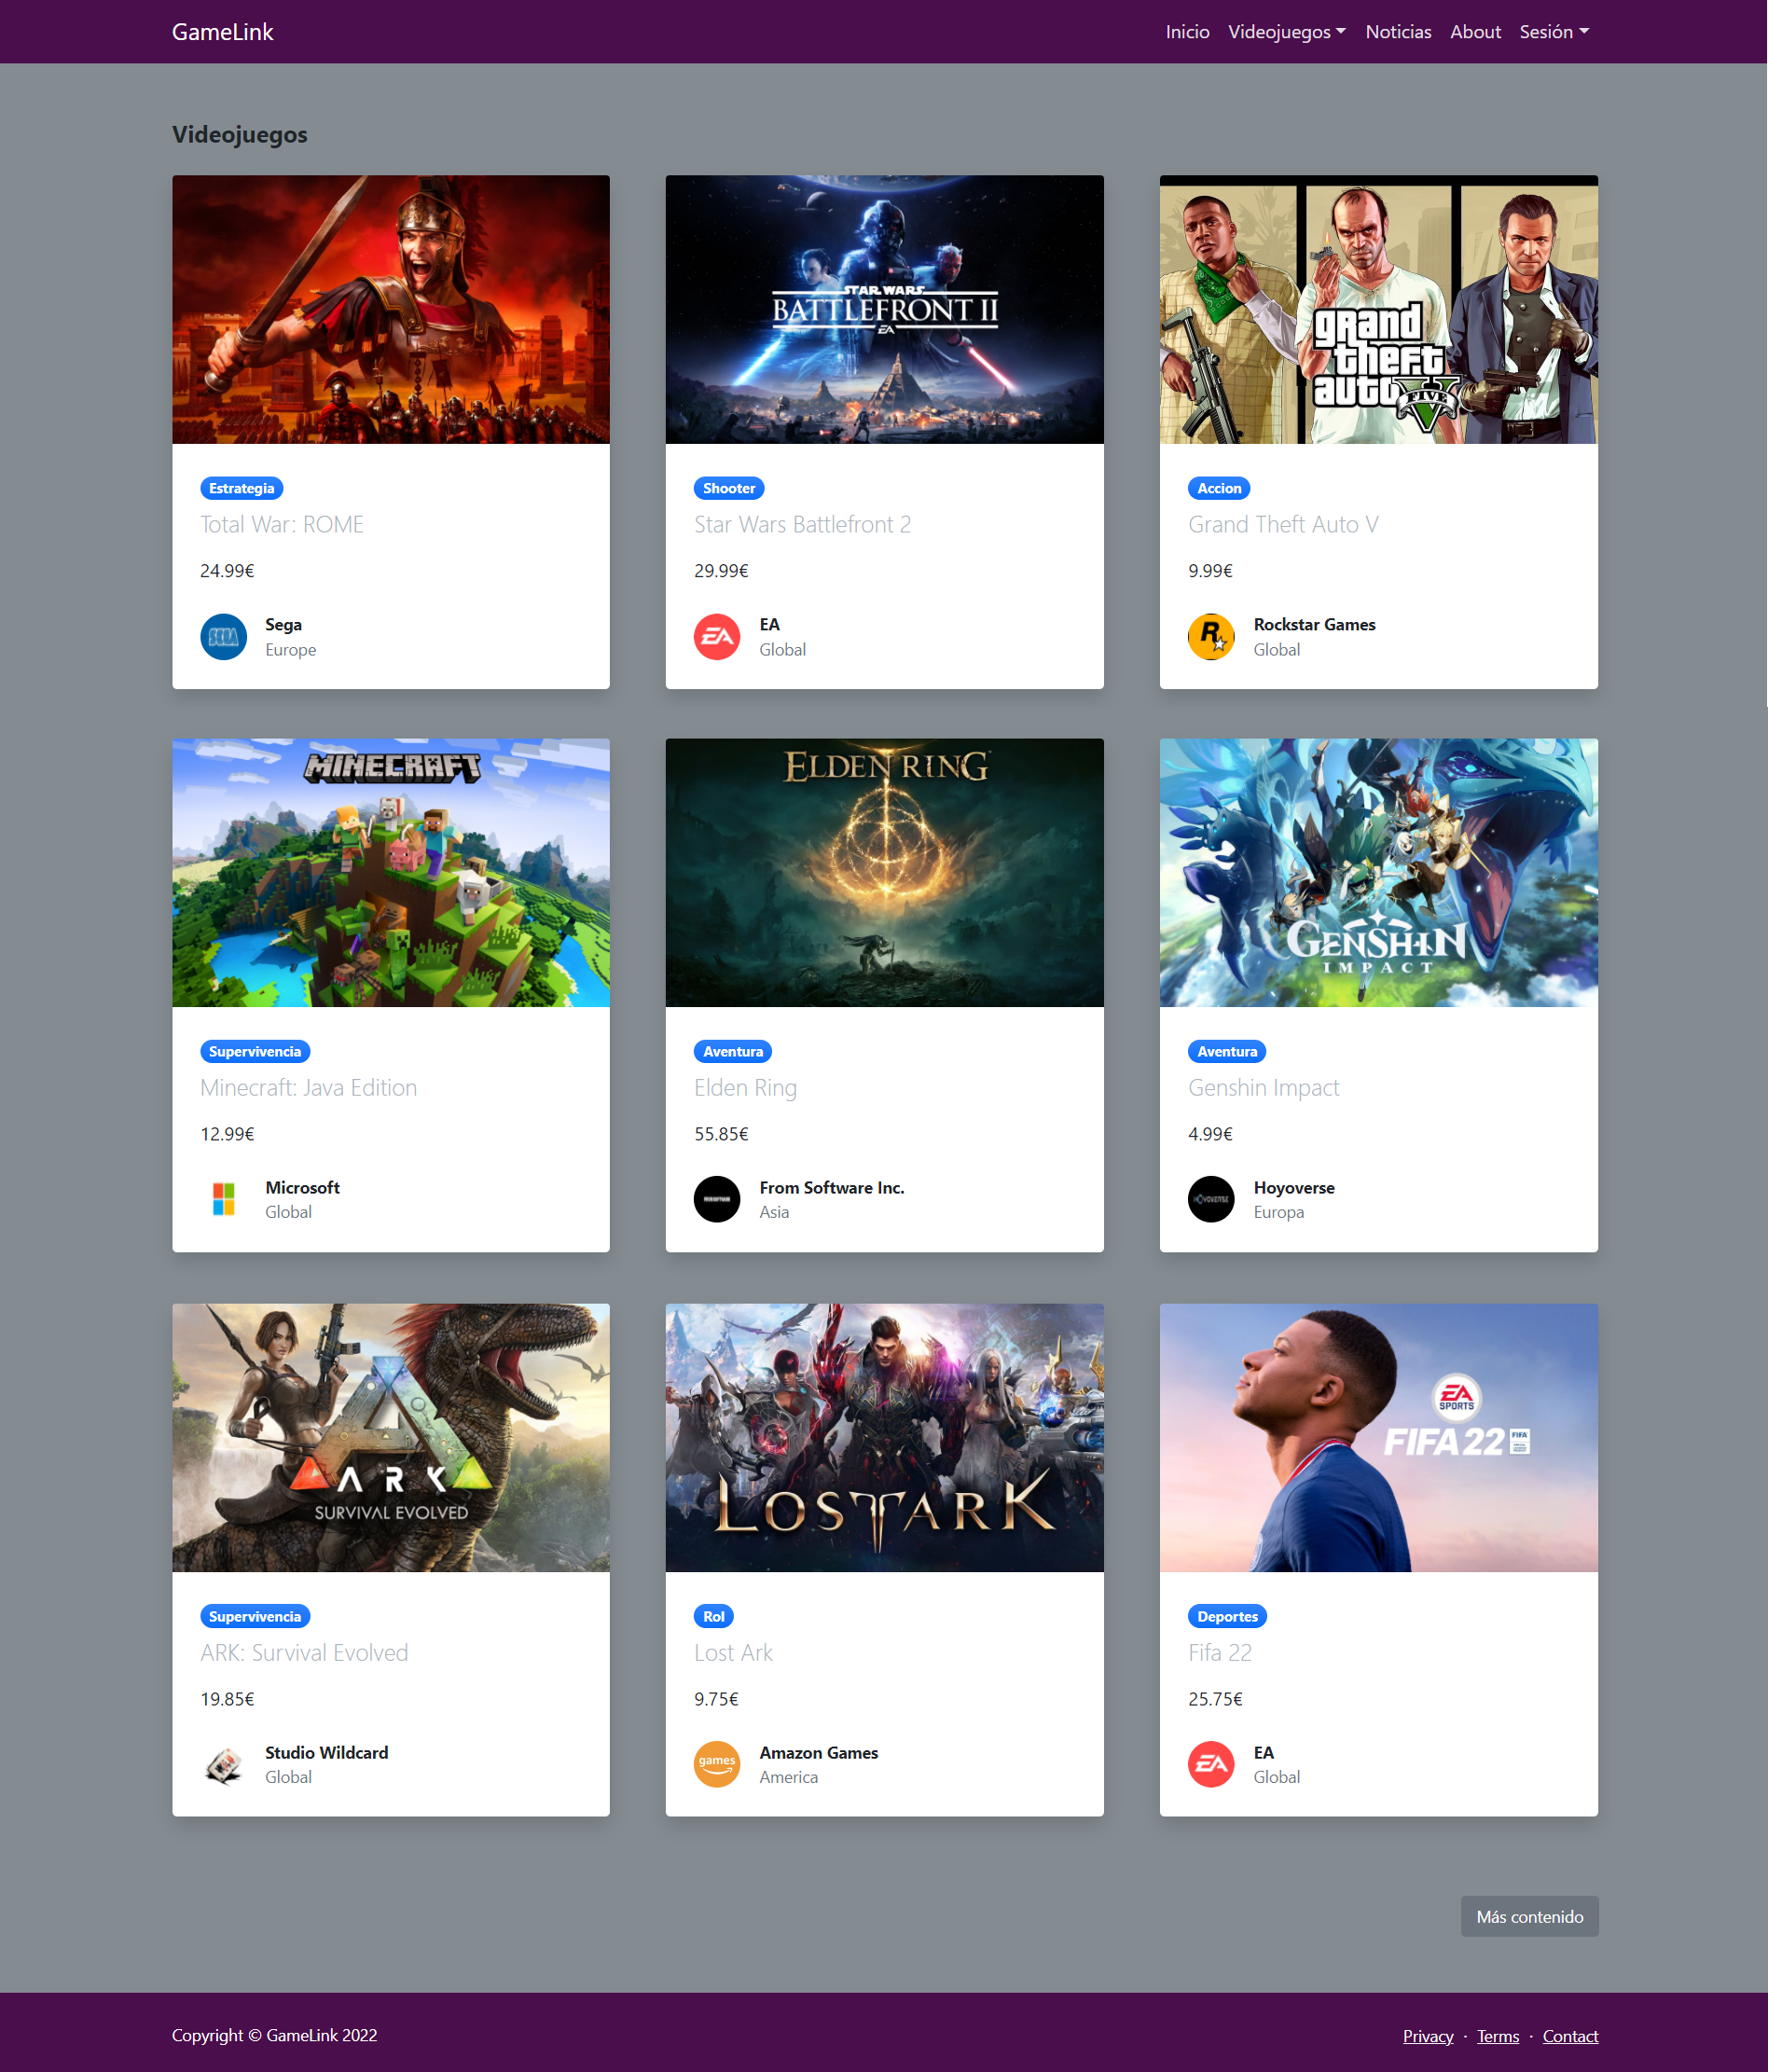 GameLink
Inicio Videojuegos Noticias About Sesión
Videojuegos
STAR WARS
BATTLEFRONT II
EA
grand theft auto V
FIVE
Estrategia
Total War: ROME
24.99€
SEGA
Sega
Europe
Shooter
Star Wars Battlefront 2
29.99€
EA
EA
Global
Accion
Grand Theft Auto V
9.99€
R
Rockstar Games
Global
MINECRAFT
ELDEN RING
GENSHIN
IMPACT
Supervivencia
Minecraft: Java Edition
12.99€
Microsoft
Global
Aventura
Elden Ring
55.85€
From Software Inc.
Asia
Aventura
Genshin Impact
4.99€
HOYOVERSE
Hoyoverse
Europa
ARK
SURVIVAL EVOLVED
LOST ARK
EA
SPORTS
FIFA 22
FIFA
Supervivencia
ARK: Survival Evolved
19.85€
Studio Wildcard
Global
Rol
Lost Ark
9.75€
games
Amazon Games
America
Deportes
Fifa 22
25.75€
EA
EA
Global
Más contenido
Copyright © GameLink 2022
Privacy · Terms · Contact